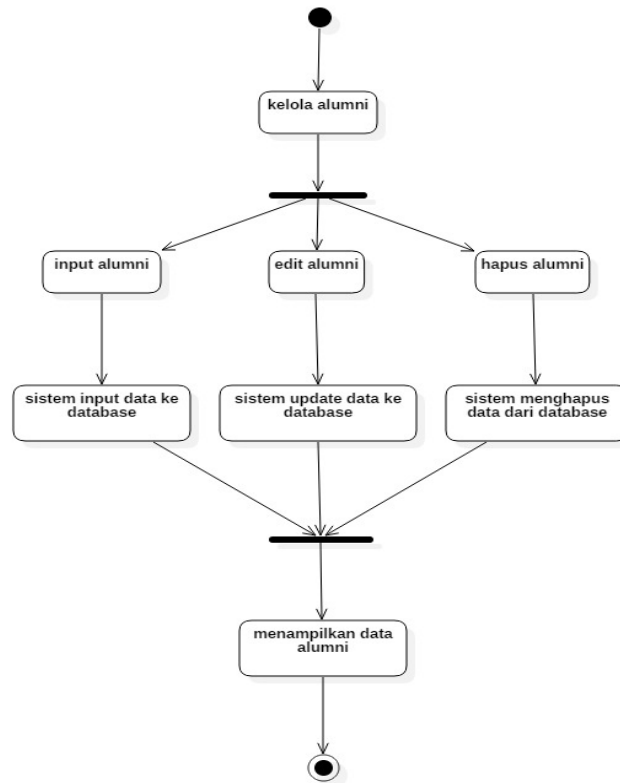 kelola alumni
input alumni
edit alumni
hapus alumni
sistem input data ke
database
sistem update data ke
database
sistem menghapus
data dari database
menampilkan data
alumni